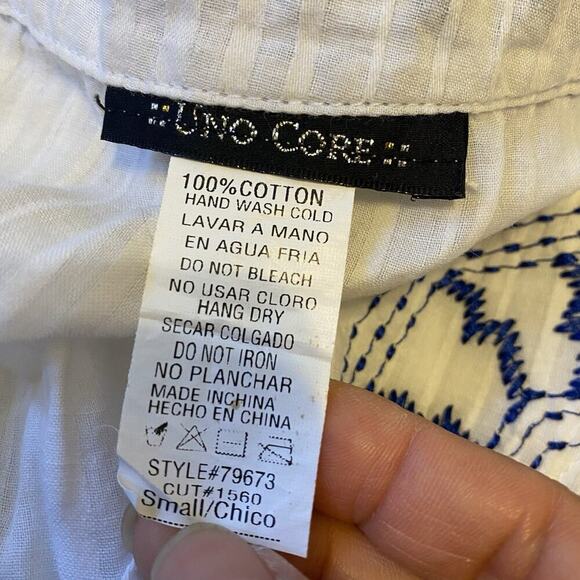 UNO CORE
100%COTTON
HAND WASH COLD
LAVAR A MANO
EN AGUA FRIA
DO NOT BLEACH
NO USAR CLORO
HANG DRY
SECAR COLGADO
DO NOT IRON
NO PLANCHAR
MADE INCHINA
HECHO EN CHINA
STYLE#79673
CUT#1560
Small/Chico